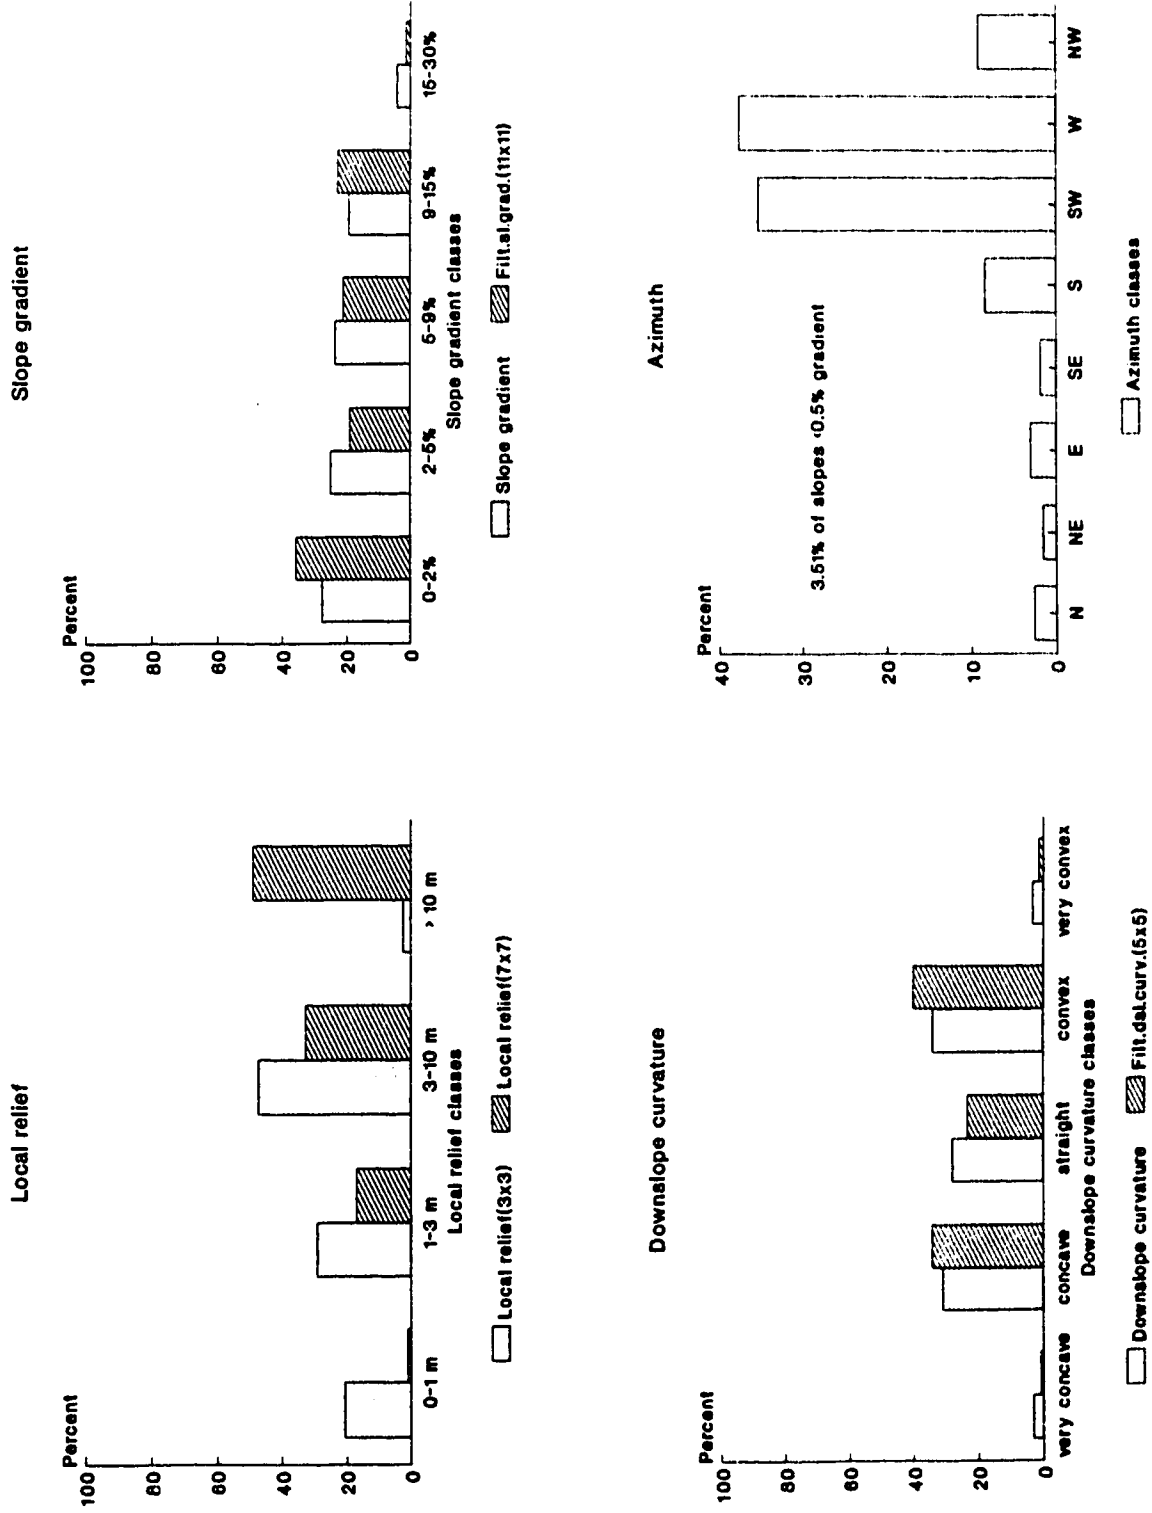 Local relief
Percent
100
80
60
40
20
0
0-1 m
1-3 m
3-10 m
> 10 m
Local relief classes
Local relief(3x3)
Local relief(7x7)
Slope gradient
Percent
100
80
60
40
20
0
0-2%
2-5%
5-9%
9-15%
15-30%
Slope gradient classes
Slope gradient
Filt.sl.grad.(11x11)
Downslope curvature
Percent
100
80
60
40
20
0
very concave
concave
straight
convex
very convex
Downslope curvature classes
Downslope curvature
Filt.dsl.curv.(5x5)
Azimuth
Percent
40
30
20
10
0
3.51% of slopes <0.5% gradient
N
NE
E
SE
S
SW
W
NW
Azimuth classes